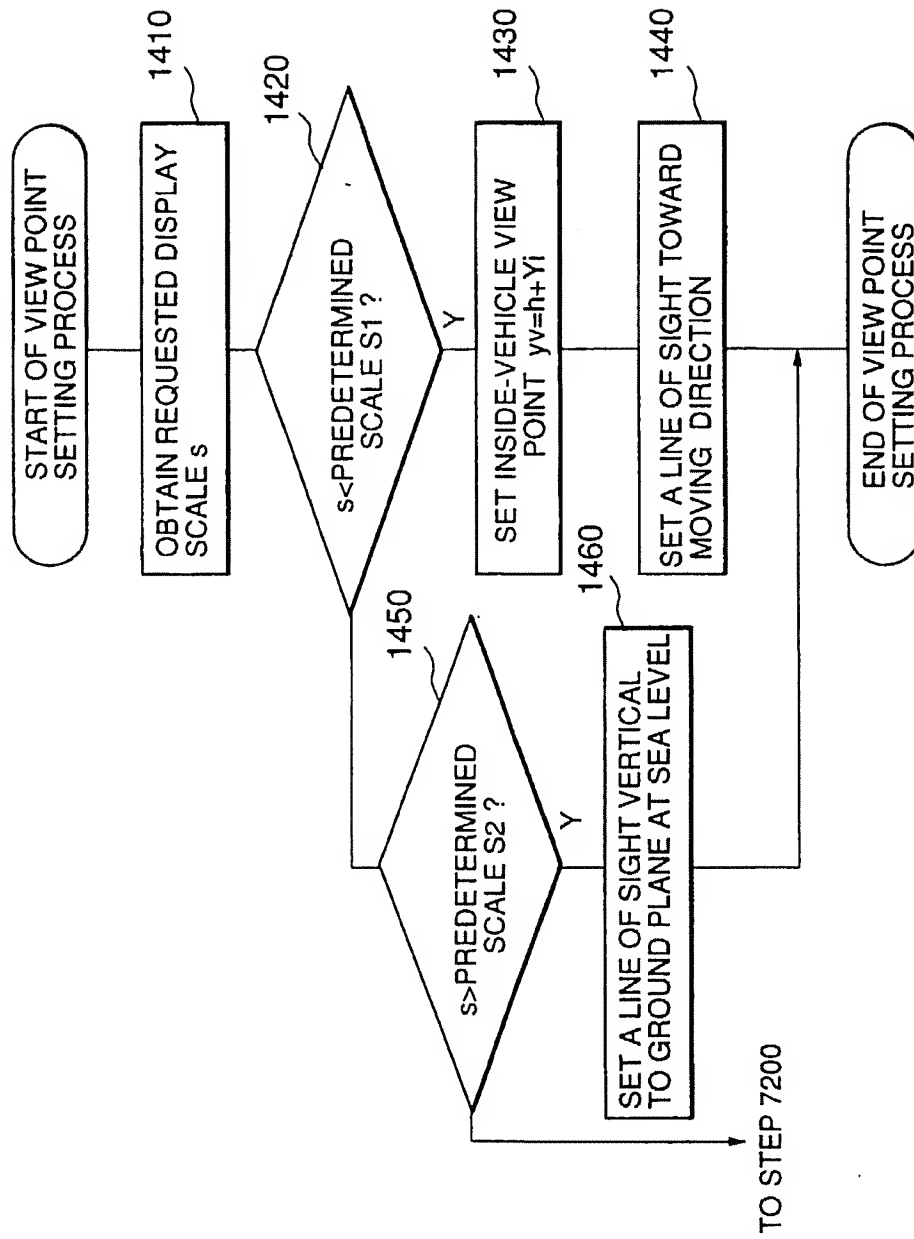 START OF VIEW POINT
SETTING PROCESS
1410
OBTAIN REQUESTED DISPLAY
SCALE s
1420
s<PREDETERMINED
SCALE S1 ?
Y
1430
SET INSIDE-VEHICLE VIEW
POINT yv=h+Yi
1440
SET A LINE OF SIGHT TOWARD
MOVING DIRECTION
1450
s>PREDETERMINED
SCALE S2 ?
Y
1460
SET A LINE OF SIGHT VERTICAL
TO GROUND PLANE AT SEA LEVEL
TO STEP 7200
END OF VIEW POINT
SETTING PROCESS